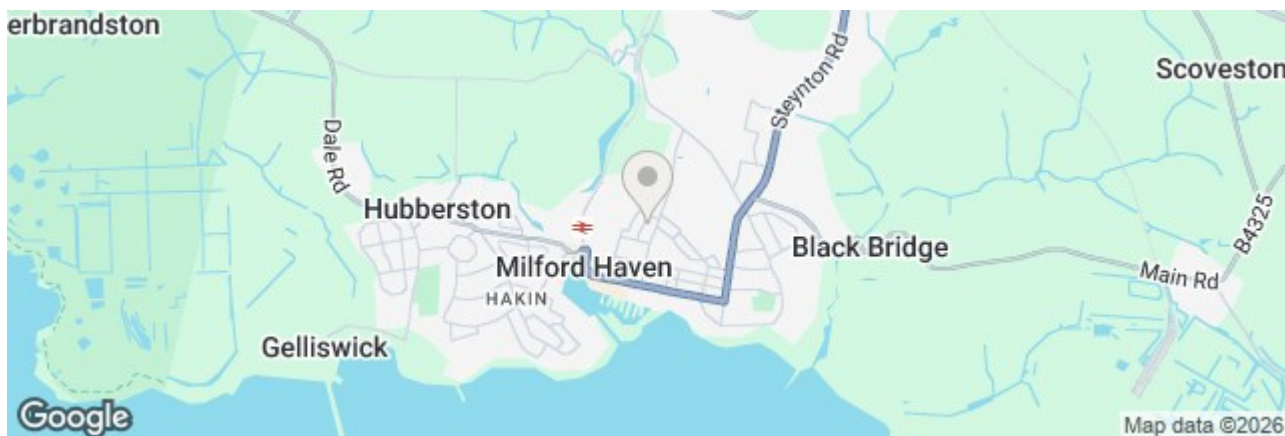 erbrandston
Scoveston
Steynton Rd
Dale Rd
Hubberston
Black Bridge
B4325
Milford Haven
Main Rd
HAKIN
Gelliswick
Google
Map data ©2026